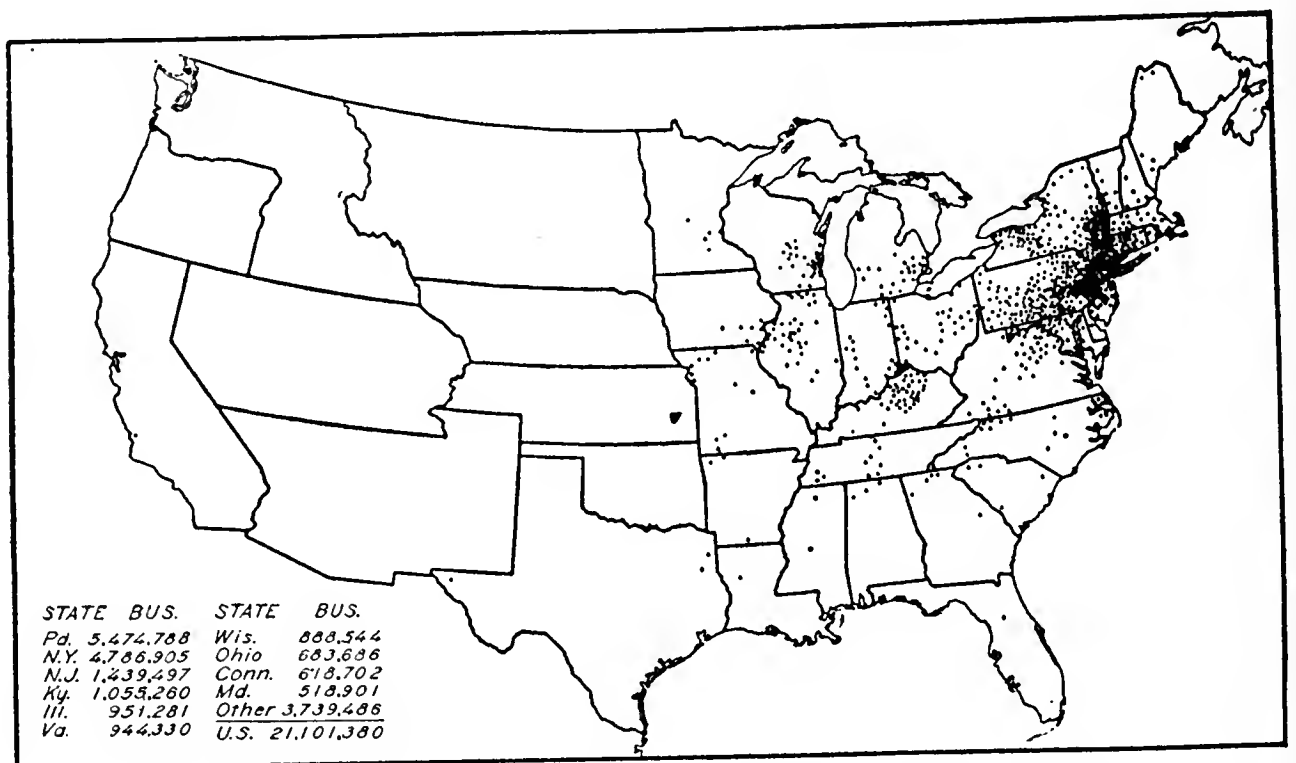 STATE BUS. STATE BUS.
Pa. 5,474,788 Wis. 888,544
N.Y. 4,786,905 Ohio 683,686
N.J. 1,439,497 Conn. 618,702
Ky. 1,055,260 Md. 518,901
Ill. 951,281 Other 3,739,486
Va. 944,330 U.S. 21,101,380